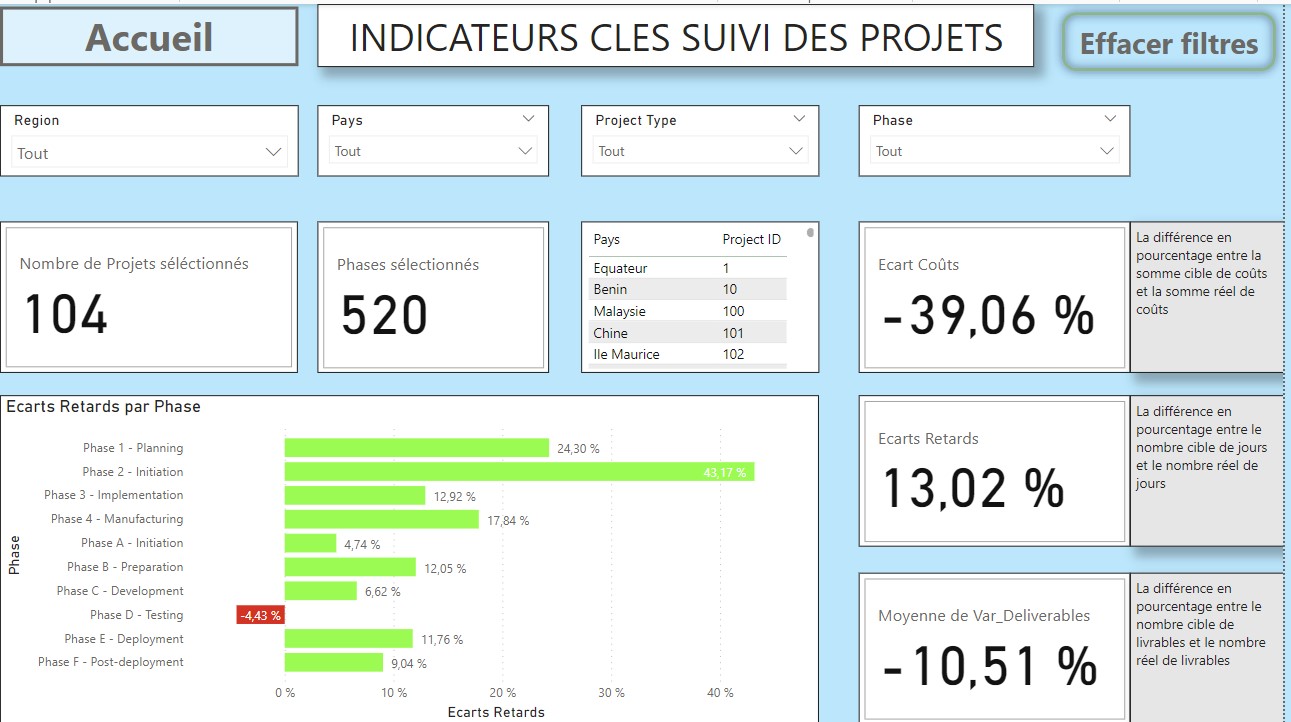 Accueil
INDICATEURS CLES SUIVI DES PROJETS
Effacer filtres
Region
Tout
Pays
Tout
Project Type
Tout
Phase
Tout
Nombre de Projets séléctionnés
104
Phases sélectionnés
520
Pays Project ID
Equateur 1
Benin 10
Malaysie 100
Chine 101
Ile Maurice 102
Ecart Coûts
-39,06 %
La différence en
pourcentage entre la
somme cible de coûts
et la somme réel de
coûts
Ecarts Retards par Phase
Phase
Phase 1 - Planning 24,30 %
Phase 2 - Initiation 43,17 %
Phase 3 - Implementation 12,92 %
Phase 4 - Manufacturing 17,84 %
Phase A - Initiation 4,74 %
Phase B - Preparation 12,05 %
Phase C - Development 6,62 %
Phase D - Testing -4,43 %
Phase E - Deployment 11,76 %
Phase F - Post-deployment 9,04 %
0 % 10 % 20 % 30 % 40 %
Ecarts Retards
Ecarts Retards
13,02 %
La différence en
pourcentage entre le
nombre cible de jours
et le nombre réel de
jours
Moyenne de Var_Deliverables
-10,51 %
La différence en
pourcentage entre le
nombre cible de
livrables et le nombre
réel de livrables